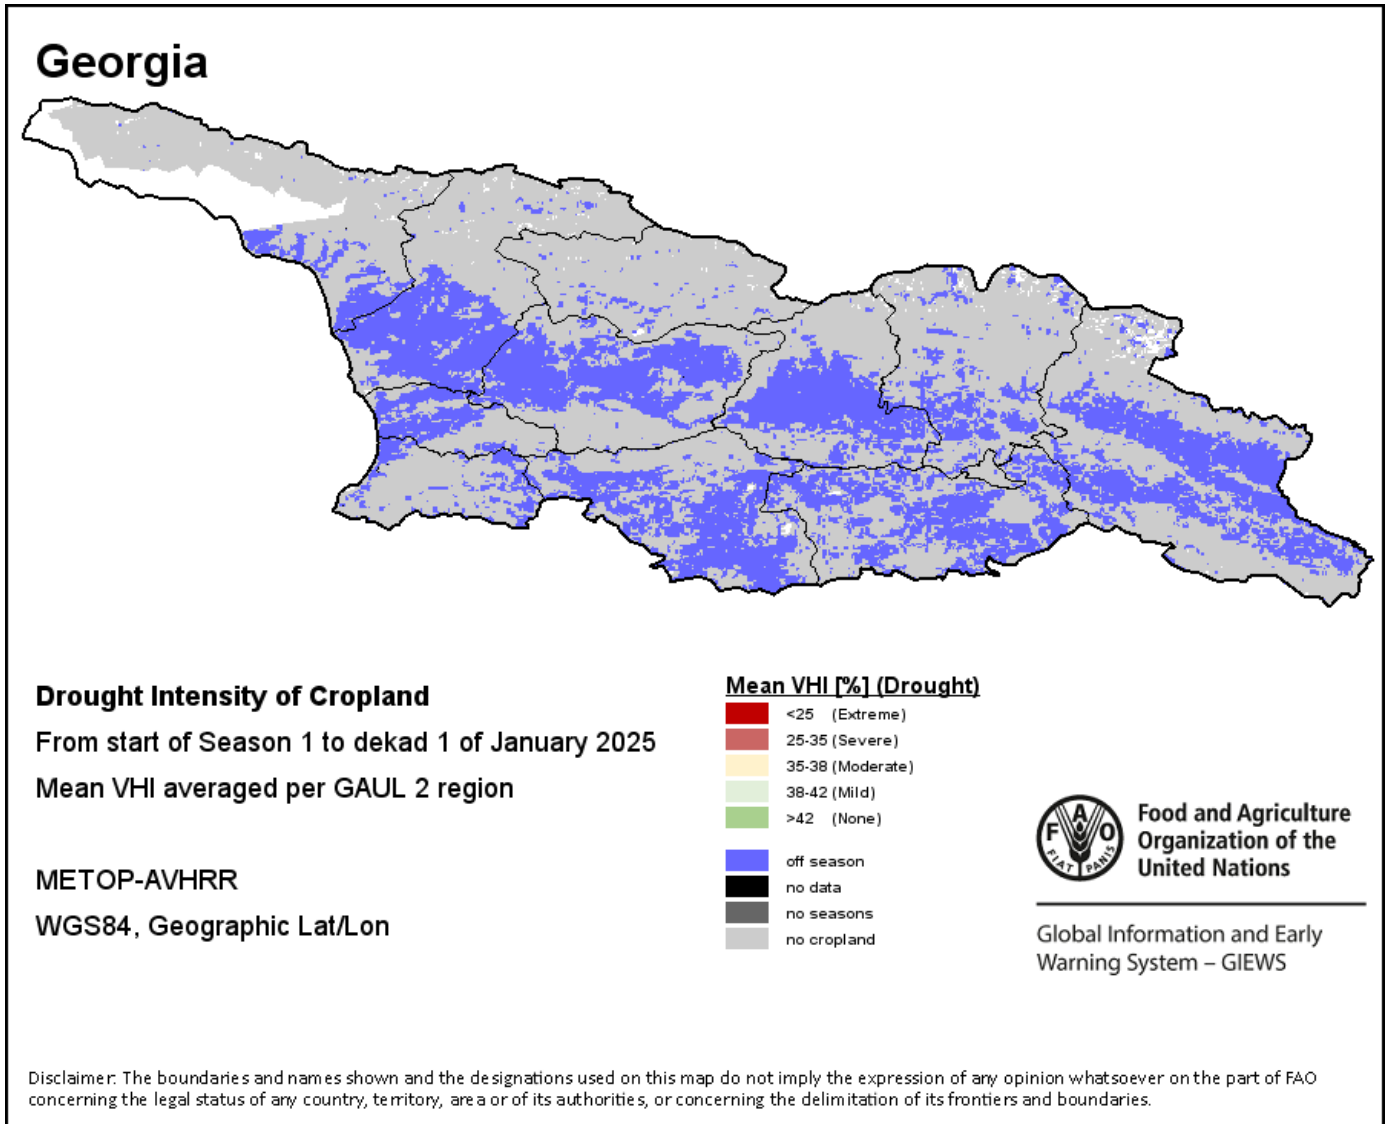 Georgia
Drought Intensity of Cropland
From start of Season 1 to dekad 1 of January 2025
Mean VHI averaged per GAUL 2 region
METOP-AVHRR
WGS84, Geographic Lat/Lon
Mean VHI [%] (Drought)
<25 (Extreme)
25-35 (Severe)
35-38 (Moderate)
38-42 (Mild)
>42 (None)
off season
no data
no seasons
no cropland
F A O
FIAT PANIS
Food and Agriculture
Organization of the
United Nations
Global Information and Early
Warning System – GIEWS
Disclaimer: The boundaries and names shown and the designations used on this map do not imply the expression of any opinion whatsoever on the part of FAO
concerning the legal status of any country, territory, area or of its authorities, or concerning the delimitation of its frontiers and boundaries.